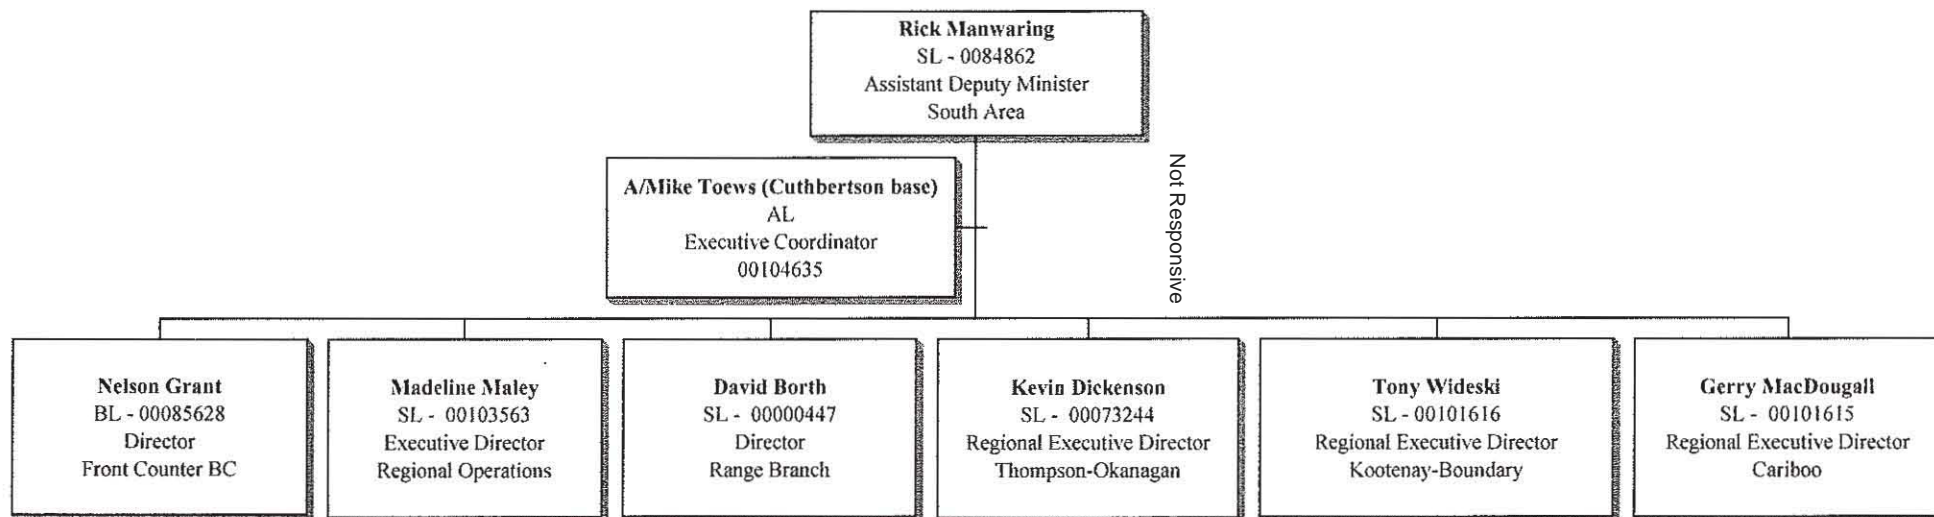 Rick Manwaring
SL - 0084862
Assistant Deputy Minister
South Area
A/Mike Toews (Cuthbertson base)
AL
Executive Coordinator
00104635
Not Responsive
Nelson Grant
BL - 00085628
Director
Front Counter BC
Madeline Maley
SL - 00103563
Executive Director
Regional Operations
David Borth
SL - 00000447
Director
Range Branch
Kevin Dickenson
SL - 00073244
Regional Executive Director
Thompson-Okanagan
Tony Wideski
SL - 00101616
Regional Executive Director
Kootenay-Boundary
Gerry MacDougall
SL - 00101615
Regional Executive Director
Cariboo